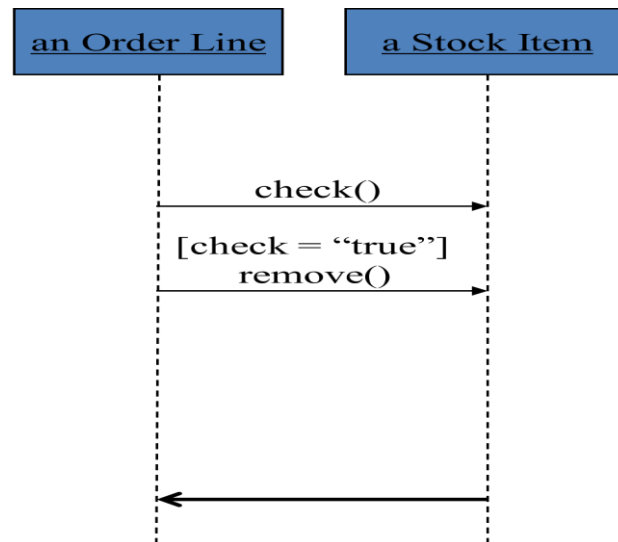 an Order Line
a Stock Item
check()
[check = “true”]
remove()